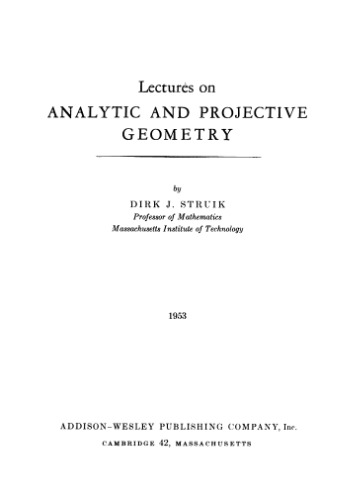 Lectures on
ANALYTIC AND PROJECTIVE
GEOMETRY
by
DIRK J. STRUIK
Professor of Mathematics
Massachusetts Institute of Technology
1953
ADDISON-WESLEY PUBLISHING COMPANY, Inc.
CAMBRIDGE 42, MASSACHUSETTS